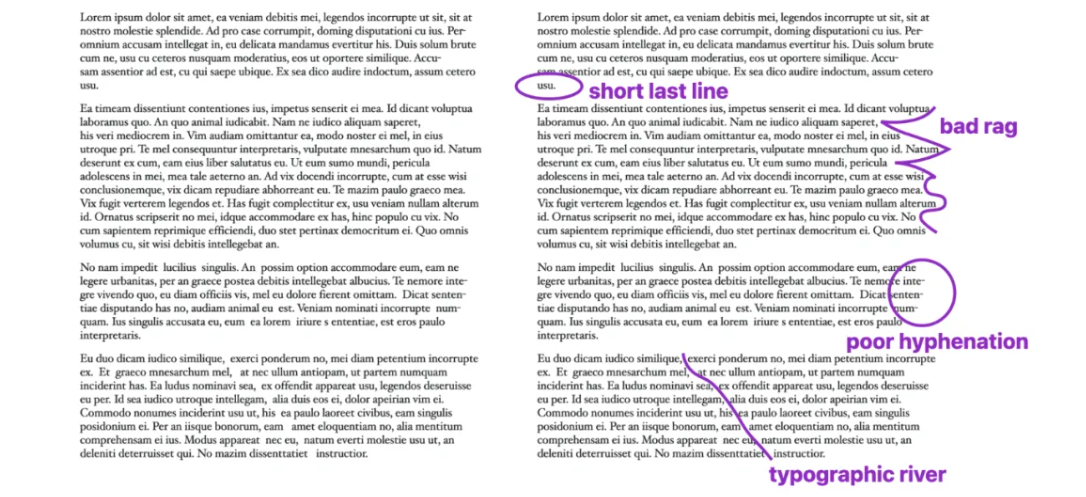 Lorem ipsum dolor sit amet, ea veniam debitis mei, legendos incorrupte ut sit, sit at
nostro molestie splendide. Ad pro case corrumpit, doming disputationi cu ius. Per-
omnium accusam intellegat in, eu delicata mandamus evertitur his. Duis solum brute
cum ne, usu cu ceteros nusquam moderatius, eos ut oportere similique. Accu-
sam assentior ad est, cu qui saepe ubique. Ex sea dico audire indoctum, assum cetero
usu.
Ea timeam dissentiunt contentiones ius, impetus senserit ei mea. Id dicant voluptua
laboramus quo. An quo animal iudicabit. Nam ne iudico aliquam saperet,
his veri mediocrem in. Vim audiam omittantur ea, modo noster ei mel, in eius
utroque pri. Te mel consequuntur interpretaris, vulputate mnesarchum quo id. Natum
deserunt ex cum, eam eius liber salutatus eu. Ut eum sumo mundi, pericula
adolescens in mei, mea tale aeterno an. Ad vix docendi incorrupte, cum at esse wisi
conclusionemque, vix dicam repudiare abhorreant eu. Te mazim paulo graeco mea.
Vix fugit verterem legendos et. Has fugit complectitur ex, usu veniam nullam alterum
id. Ornatus scripserit no mei, idque accommodare ex has, hinc populo cu vix. No
cum sapientem reprimique efficiendi, duo stet pertinax democritum ei. Quo omnis
volumus cu, sit wisi debitis intellegebat an.
No nam impedit lucilius singulis. An possim option accommodare eum, eam ne
legere urbanitas, per an graece postea debitis intellegebat albucius. Te nemore inte-
gre vivendo quo, eu diam officiis vis, mel eu dolore fierent omittam. Dicat senten-
tiae disputando has no, audiam animal eu est. Veniam nominati incorrupte num-
quam. Ius singulis accusata eu, eum ea lorem iriure s ententiae, est eros paulo
interpretaris.
Eu duo dicam iudico similique, exerci ponderum no, mei diam petentium incorrupte
ex. Et graeco mnesarchum mel, at nec ullum antiopam, ut partem numquam
inciderint has. Ea ludus nominavi sea, ex offendit appareat usu, legendos deseruisse
eu per. Id sea iudico utroque intellegam, alia duis eos ei, dolor apeirian vim ei.
Commodo nonumes inciderint usu ut, his ea paulo laoreet civibus, eam singulis
posidonium ei. Per an iisque bonorum, eam amet eloquentiam no, alia mentitum
comprehensam ei ius. Modus appareat nec eu, natum everti molestie usu ut, an
deleniti deterruisset qui. No mazim dissenttatiet instructior.
Lorem ipsum dolor sit amet, ea veniam debitis mei, legendos incorrupte ut sit, sit at
nostro molestie splendide. Ad pro case corrumpit, doming disputationi cu ius. Per-
omnium accusam intellegat in, eu delicata mandamus evertitur his. Duis solum brute
cum ne, usu cu ceteros nusquam moderatius, eos ut oportere similique. Accu-
sam assentior ad est, cu qui saepe ubique. Ex sea dico audire indoctum, assum cetero
usu.
short last line
Ea timeam dissentiunt contentiones ius, impetus senserit ei mea. Id dicant voluptua
laboramus quo. An quo animal iudicabit. Nam ne iudico aliquam saperet,
bad rag
his veri mediocrem in. Vim audiam omittantur ea, modo noster ei mel, in eius
utroque pri. Te mel consequuntur interpretaris, vulputate mnesarchum quo id. Natum
deserunt ex cum, eam eius liber salutatus eu. Ut eum sumo mundi, pericula
adolescens in mei, mea tale aeterno an. Ad vix docendi incorrupte, cum at esse wisi
conclusionemque, vix dicam repudiare abhorreant eu. Te mazim paulo graeco mea.
Vix fugit verterem legendos et. Has fugit complectitur ex, usu veniam nullam alterum
id. Ornatus scripserit no mei, idque accommodare ex has, hinc populo cu vix. No
cum sapientem reprimique efficiendi, duo stet pertinax democritum ei. Quo omnis
volumus cu, sit wisi debitis intellegebat an.
No nam impedit lucilius singulis. An possim option accommodare eum, eam ne
legere urbanitas, per an graece postea debitis intellegebat albucius. Te nemore inte-
gre vivendo quo, eu diam officiis vis, mel eu dolore fierent omittam. Dicat senten-
tiae disputando has no, audiam animal eu est. Veniam nominati incorrupte num-
quam. Ius singulis accusata eu, eum ea lorem iriure s ententiae, est eros paulo
interpretaris.
poor hyphenation
Eu duo dicam iudico similique, exerci ponderum no, mei diam petentium incorrupte
ex. Et graeco mnesarchum mel, at nec ullum antiopam, ut partem numquam
inciderint has. Ea ludus nominavi sea, ex offendit appareat usu, legendos deseruisse
eu per. Id sea iudico utroque intellegam, alia duis eos ei, dolor apeirian vim ei.
Commodo nonumes inciderint usu ut, his ea paulo laoreet civibus, eam singulis
posidonium ei. Per an iisque bonorum, eam amet eloquentiam no, alia mentitum
comprehensam ei ius. Modus appareat nec eu, natum everti molestie usu ut, an
deleniti deterruisset qui. No mazim dissenttatiet instructior.
typographic river